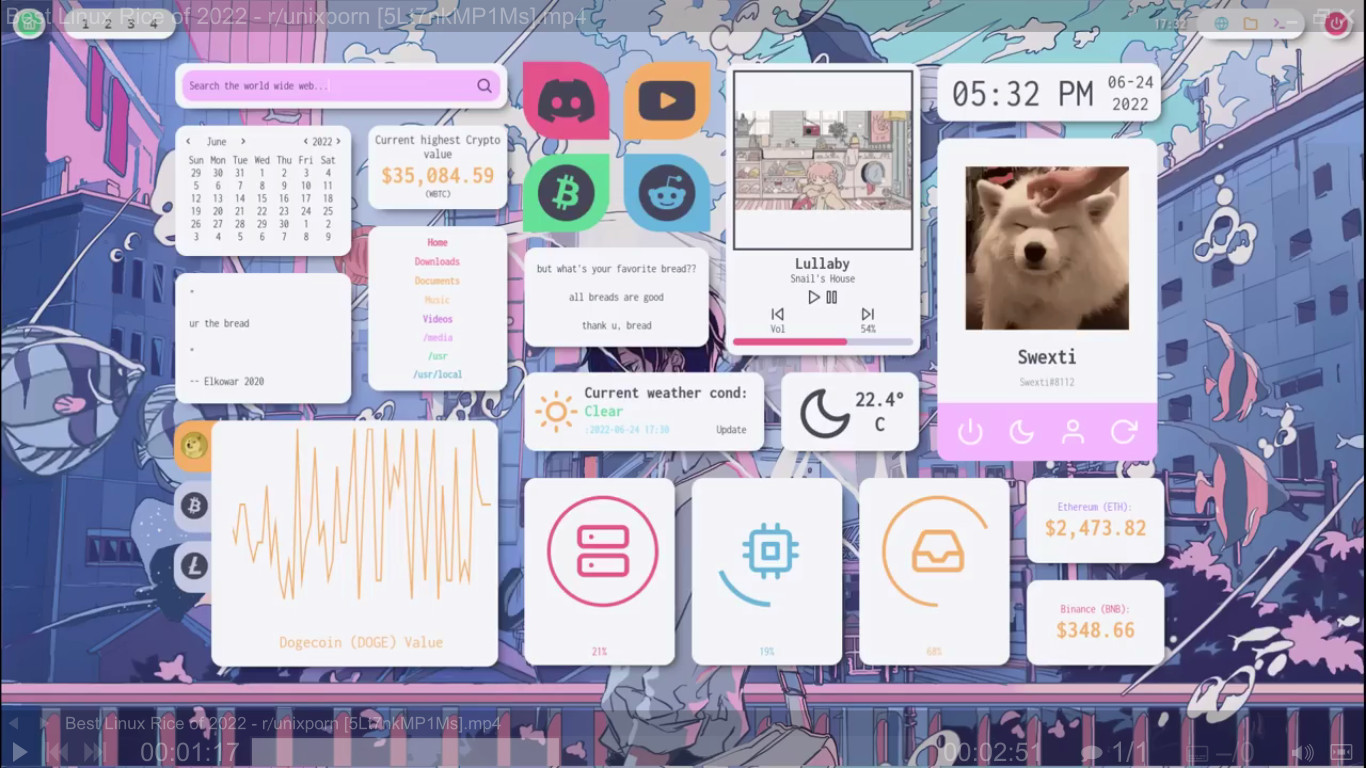 Best Linux Rice of 2022 - r/unixporn [5Lt7nkMP1Ms].mp4
1 2 3 4
17:32
Search the world wide web...
June 2022
Sun Mon Tue Wed Thu Fri Sat
29 30 31 1 2 3 4
5 6 7 8 9 10 11
12 13 14 15 16 17 18
19 20 21 22 23 24 25
26 27 28 29 30 1 2
3 4 5 6 7 8 9
Current highest Crypto
value
$35,084.59
(WBTC)
"
ur the bread
"
-- Elkowar 2020
Home
Downloads
Documents
Music
Videos
/media
/usr
/usr/local
but what's your favorite bread??
all breads are good
thank u, bread
Lullaby
Snail's House
Vol 54%
05:32 PM
06-24
2022
Swexti
Swexti#8112
Current weather cond:
Clear
:2022-06-24 17:30
Update
22.4°
C
Dogecoin (DOGE) Value
21%
19%
68%
Ethereum (ETH):
$2,473.82
Binance (BNB):
$348.66
Best Linux Rice of 2022 - r/unixporn [5Lt7nkMP1Ms].mp4
00:01:17
00:02:51
1/1
–/0